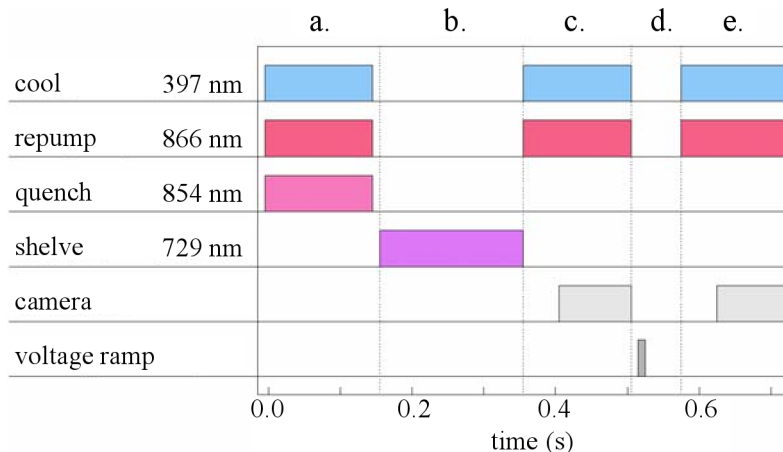 a. b. c. d. e.
cool 397 nm
repump 866 nm
quench 854 nm
shelve 729 nm
camera
voltage ramp
0.0 0.2 0.4 0.6
time (s)